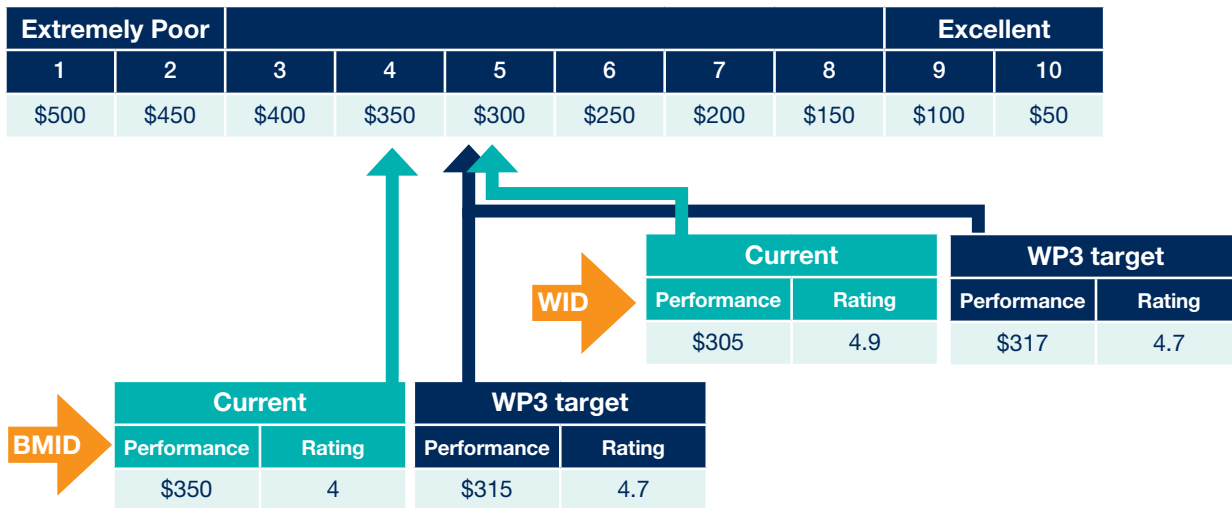 Extremely Poor Excellent
1 2 3 4 5 6 7 8 9 10
$500 $450 $400 $350 $300 $250 $200 $150 $100 $50
Current WP3 target
WID Performance Rating Performance Rating
$305 4.9 $317 4.7
Current WP3 target
BMID Performance Rating Performance Rating
$350 4 $315 4.7